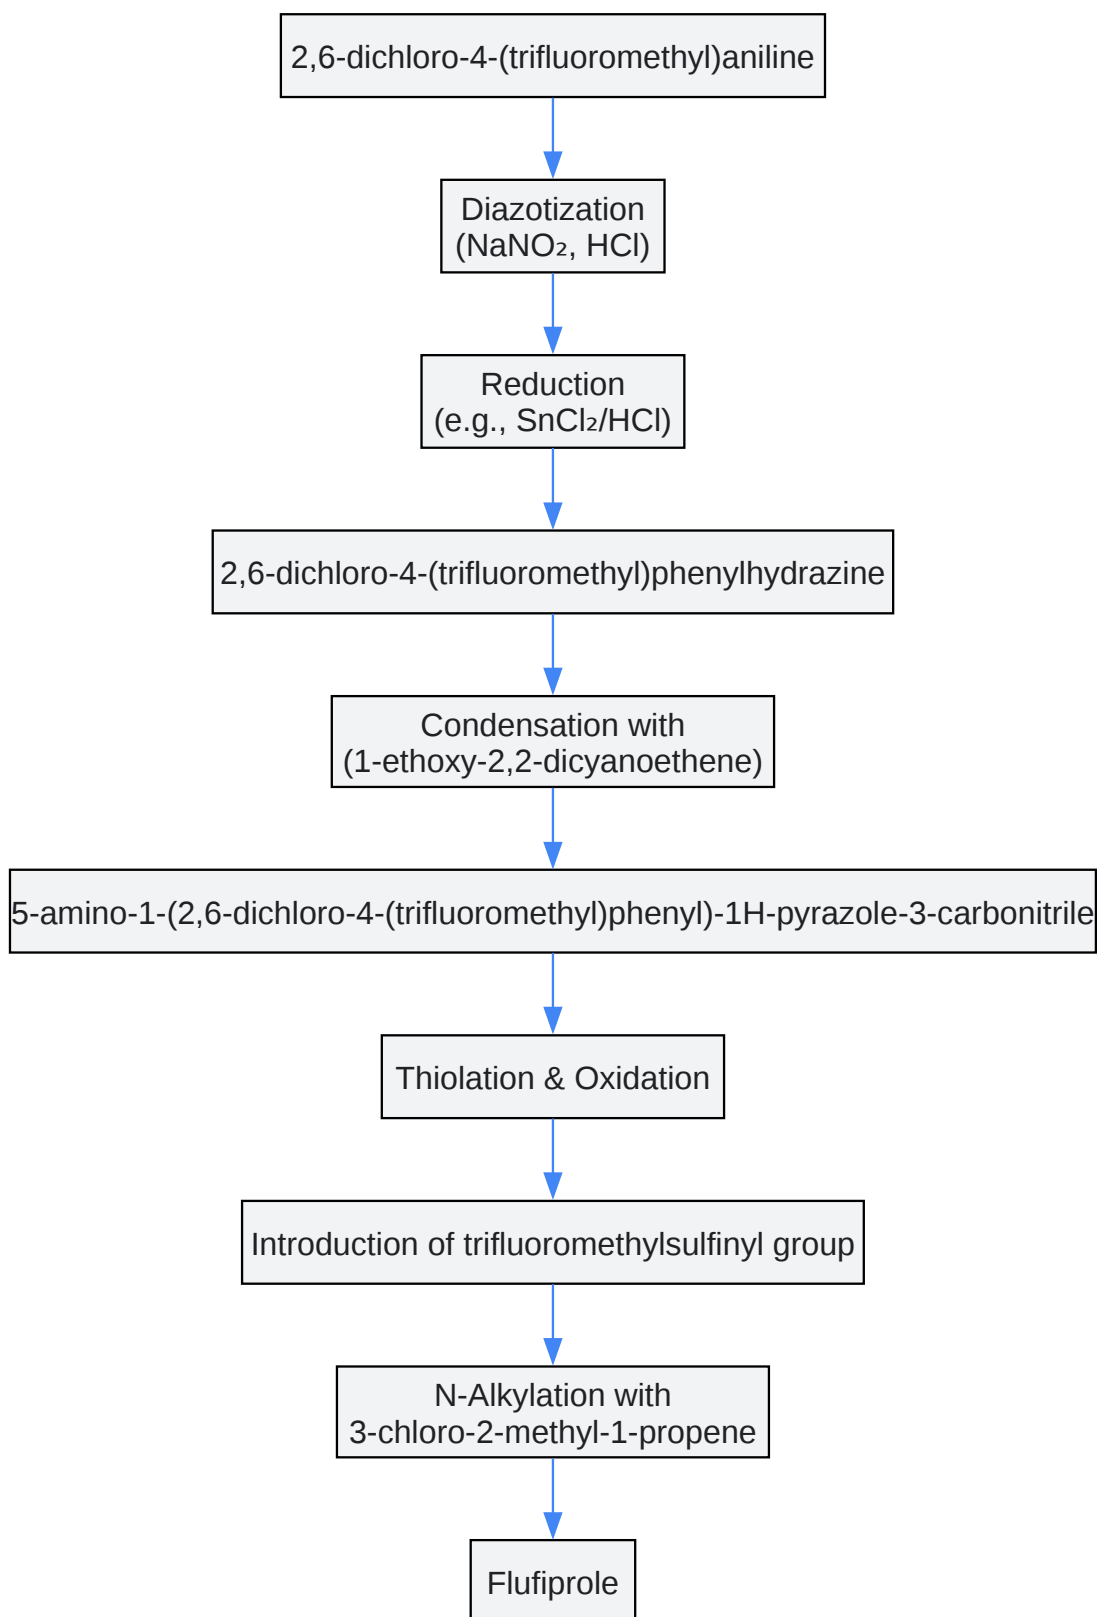 2,6-dichloro-4-(trifluoromethyl)aniline
Diazotization
(NaNO₂, HCl)
Reduction
(e.g., SnCl₂/HCl)
2,6-dichloro-4-(trifluoromethyl)phenylhydrazine
Condensation with
(1-ethoxy-2,2-dicyanoethene)
5-amino-1-(2,6-dichloro-4-(trifluoromethyl)phenyl)-1H-pyrazole-3-carbonitrile
Thiolation & Oxidation
Introduction of trifluoromethylsulfinyl group
N-Alkylation with
3-chloro-2-methyl-1-propene
Flufiprole